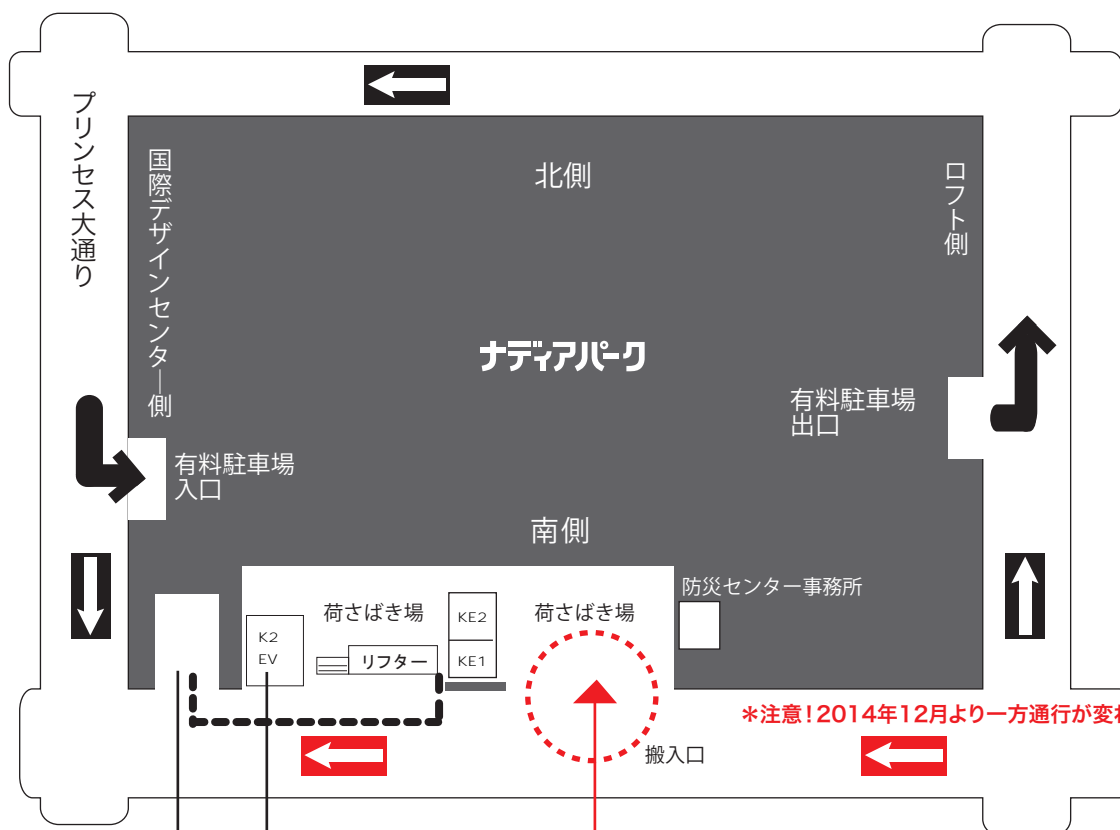 プリンセス大通り
国際デザインセンター側
北側
ロフト側
ナディアパーク
有料駐車場
出口
有料駐車場
入口
南側
防災センター事務所
荷さばき場
KE2
荷さばき場
K2
EV
リフター
KE1
*注意!2014年12月より一方通行が変わ
搬入口